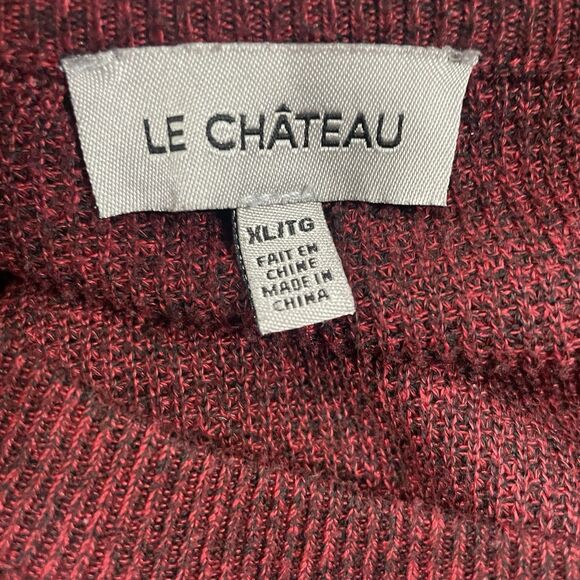 LE CHÂTEAU
XL/TG
FAIT EN
CHINE
MADE IN
CHINA